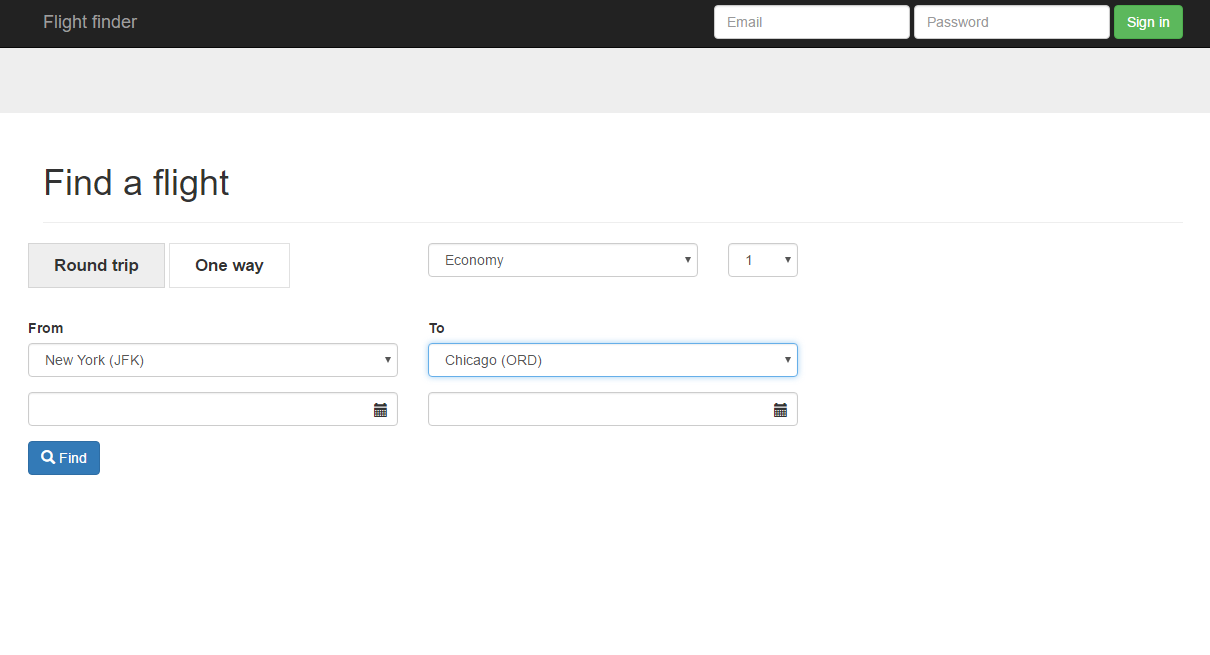 Flight finder Email Password Sign in
Find a flight
Round trip One way Economy 1
From To
New York (JFK) Chicago (ORD)
Find